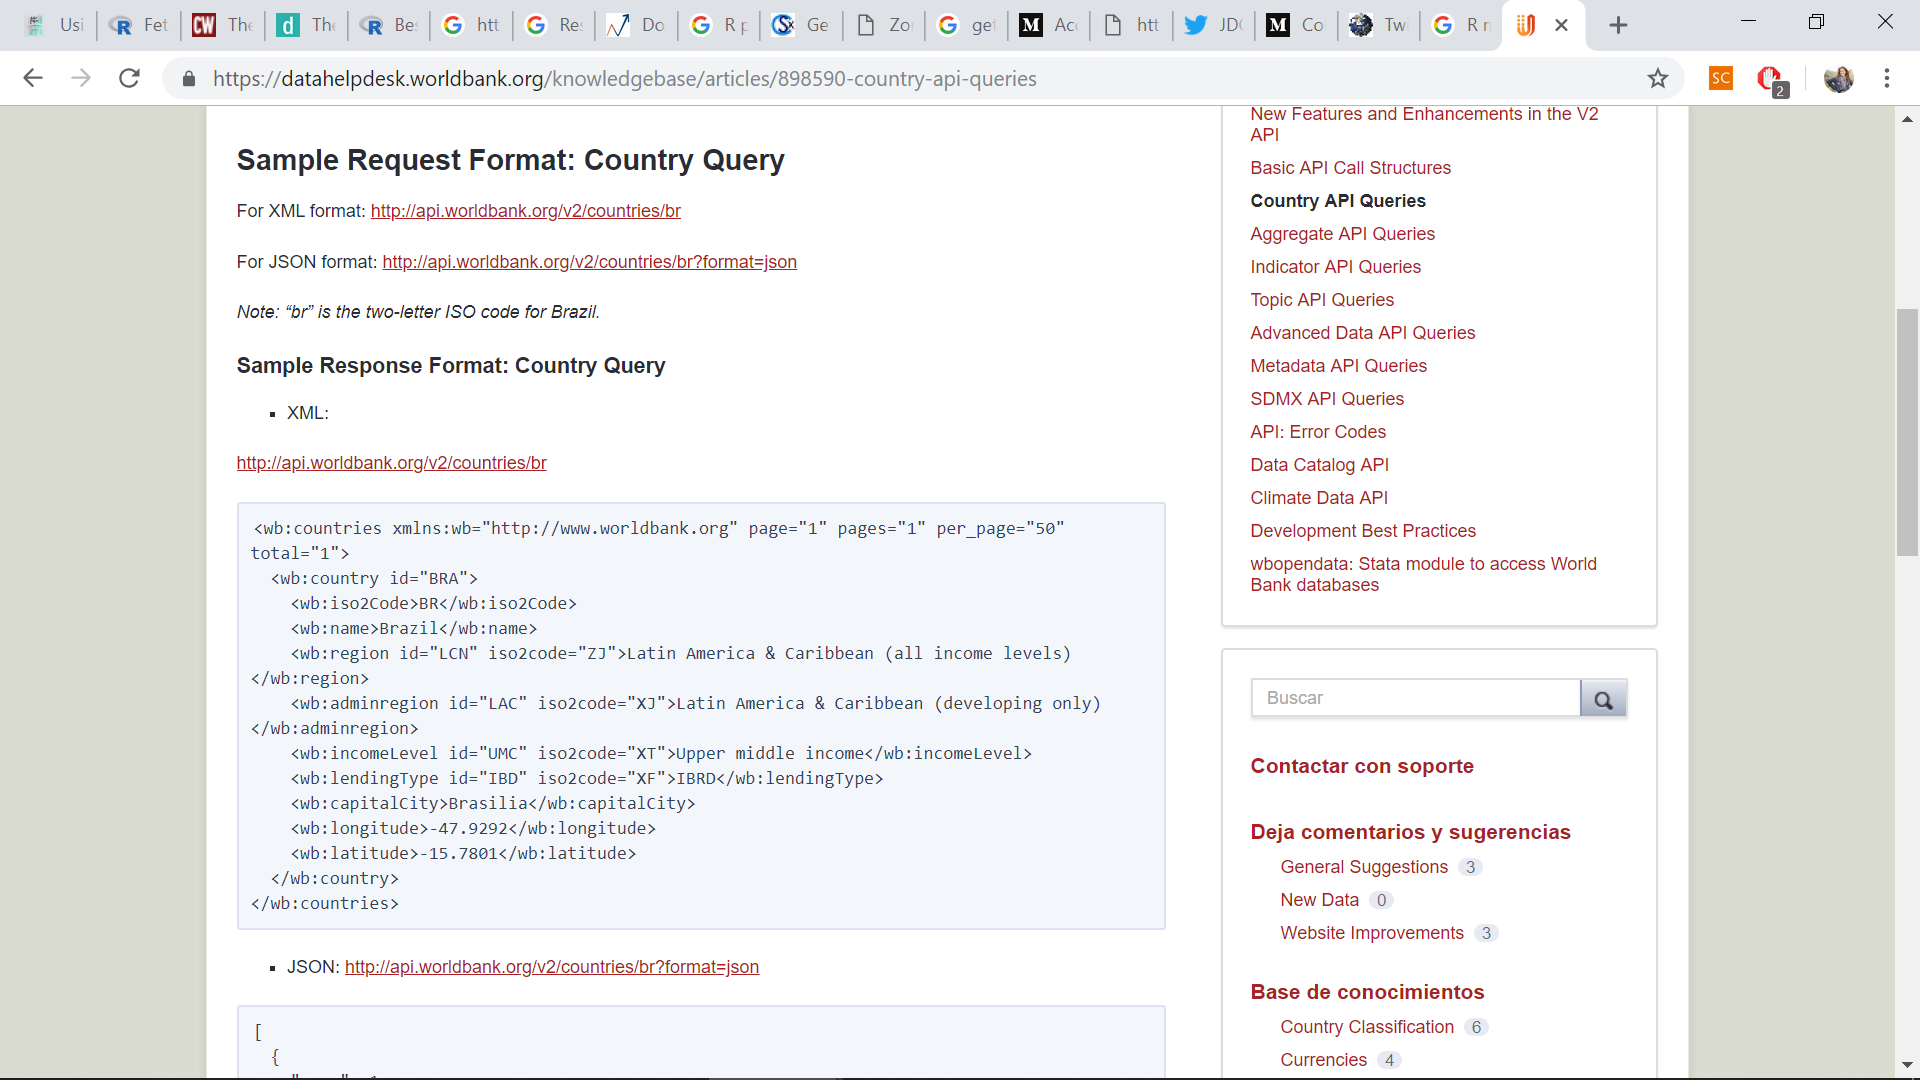 Usi
Fet
CW The
d The
Be
htt
Res
Do
R p
Ge
Zo
get
M Acc
htt
JD
M Co
Twi
R n
https://datahelpdesk.worldbank.org/knowledgebase/articles/898590-country-api-queries
SC
2
Sample Request Format: Country Query
For XML format: http://api.worldbank.org/v2/countries/br
For JSON format: http://api.worldbank.org/v2/countries/br?format=json
Note: “br” is the two-letter ISO code for Brazil.
Sample Response Format: Country Query
XML:
http://api.worldbank.org/v2/countries/br
<wb:countries xmlns:wb="http://www.worldbank.org" page="1" pages="1" per_page="50"
total="1">
<wb:country id="BRA">
<wb:iso2Code>BR</wb:iso2Code>
<wb:name>Brazil</wb:name>
<wb:region id="LCN" iso2code="ZJ">Latin America & Caribbean (all income levels)
</wb:region>
<wb:adminregion id="LAC" iso2code="XJ">Latin America & Caribbean (developing only)
</wb:adminregion>
<wb:incomeLevel id="UMC" iso2code="XT">Upper middle income</wb:incomeLevel>
<wb:lendingType id="IBD" iso2code="XF">IBRD</wb:lendingType>
<wb:capitalCity>Brasilia</wb:capitalCity>
<wb:longitude>-47.9292</wb:longitude>
<wb:latitude>-15.7801</wb:latitude>
</wb:country>
</wb:countries>
JSON: http://api.worldbank.org/v2/countries/br?format=json
[
{
New Features and Enhancements in the V2
API
Basic API Call Structures
Country API Queries
Aggregate API Queries
Indicator API Queries
Topic API Queries
Advanced Data API Queries
Metadata API Queries
SDMX API Queries
API: Error Codes
Data Catalog API
Climate Data API
Development Best Practices
wbopendata: Stata module to access World
Bank databases
Buscar
Contactar con soporte
Deja comentarios y sugerencias
General Suggestions 3
New Data 0
Website Improvements 3
Base de conocimientos
Country Classification 6
Currencies 4